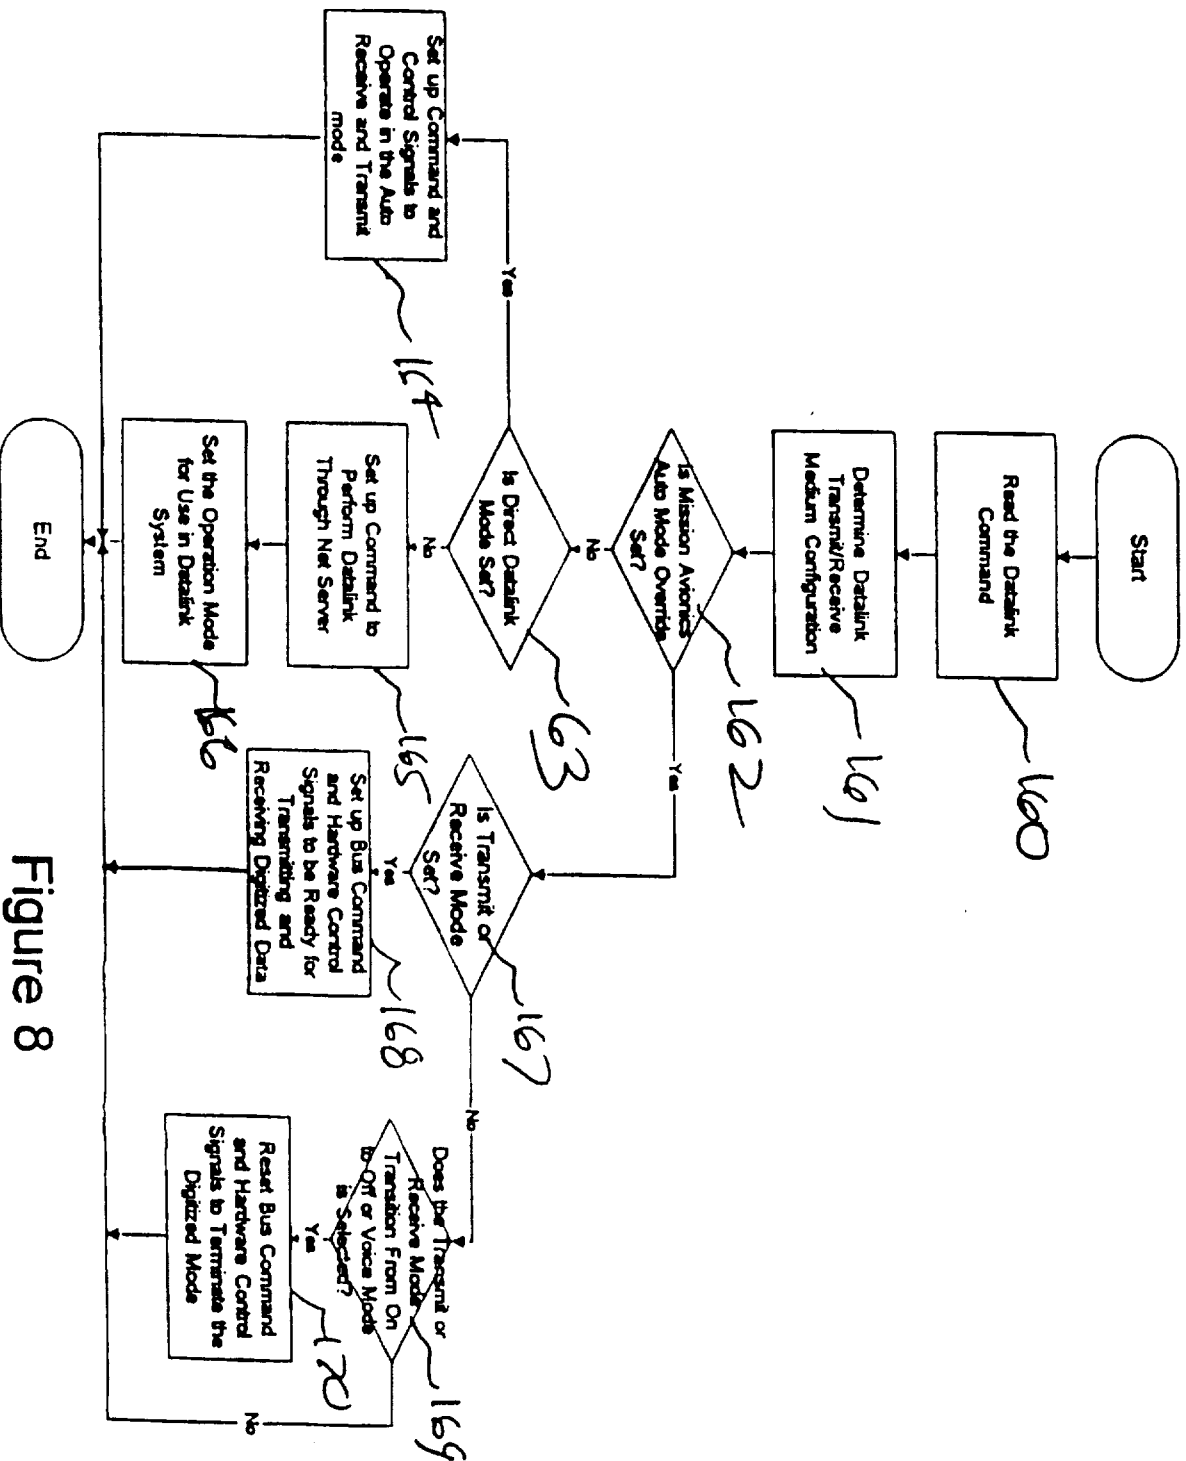 Start
Read the Datalink
Command
160
Determine Datalink
Transmit/Receive
Medium Configuration
161
Is Mission Avionics
Auto Mode Override
Set?
162
Yes
No
Is Direct Datalink
Mode Set?
63
Yes
No
Set up Command and
Control Signals to
Operate in the Auto
Receive and Transmit
mode
164
Set up Command to
Perform Datalink
Through Net Server
165
Set the Operation Mode
for Use in Datalink
System
166
Is Transmit or
Receive Mode
Set?
167
Yes
No
Set up Bus Command
and Hardware Control
Signals to be Ready for
Transmitting and
Receiving Digitized Data
168
Does the Transmit or
Receive Mode
Transition From On
to Off or Voice Mode
is Selected?
169
Yes
No
Reset Bus Command
and Hardware Control
Signals to Terminate the
Digitized Mode
170
End
Figure 8